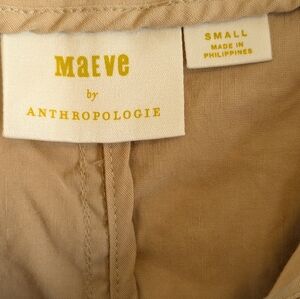 MaEve
by
ANTHROPOLOGIE
SMALL
MADE IN
PHILIPPINES